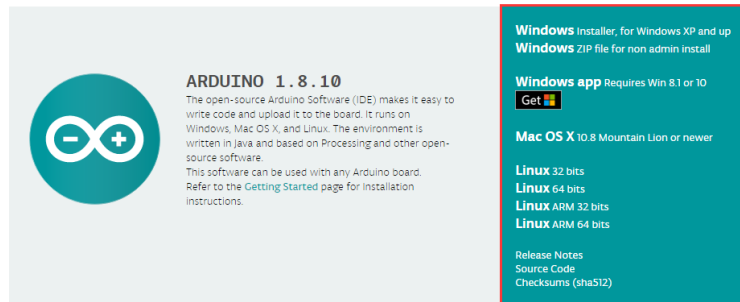 ARDUINO 1.8.10
The open-source Arduino Software (IDE) makes it easy to
write code and upload it to the board. It runs on
Windows, Mac OS X, and Linux. The environment is
written in Java and based on Processing and other open-
source software.
This software can be used with any Arduino board.
Refer to the Getting Started page for Installation
instructions.
Windows Installer, for Windows XP and up
Windows ZIP file for non admin install
Windows app Requires Win 8.1 or 10
Get
Mac OS X 10.8 Mountain Lion or newer
Linux 32 bits
Linux 64 bits
Linux ARM 32 bits
Linux ARM 64 bits
Release Notes
Source Code
Checksums (sha512)